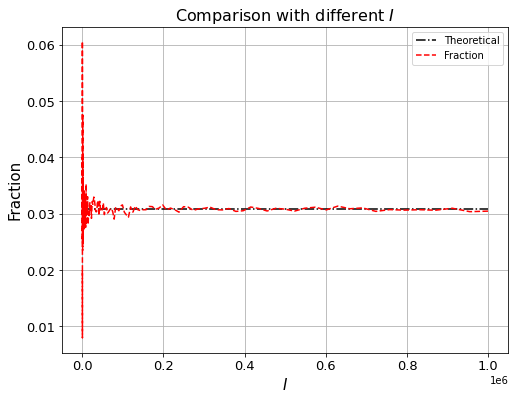 Comparison with different I
Theoretical
Fraction
0.06
0.05
0.04
0.03
0.02
0.01
Fraction
0.0 0.2 0.4 0.6 0.8 1.0
1e6
I